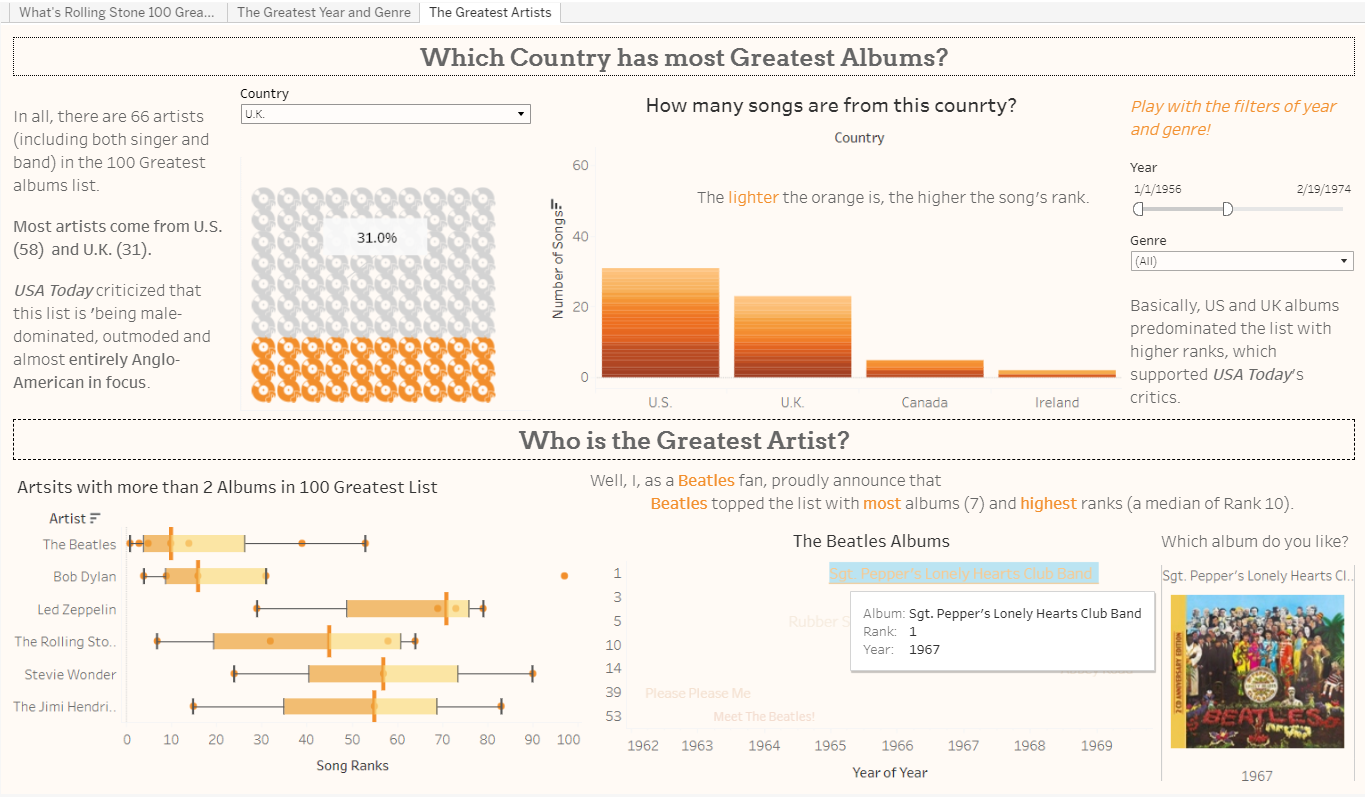 What's Rolling Stone 100 Grea...
The Greatest Year and Genre
The Greatest Artists
Which Country has most Greatest Albums?
In all, there are 66 artists
(including both singer and
band) in the 100 Greatest
albums list.
Most artists come from U.S.
(58) and U.K. (31).
USA Today criticized that
this list is 'being male-
dominated, outmoded and
almost entirely Anglo-
American in focus.
Country
U.K.
31.0%
How many songs are from this counrty?
Country
The lighter the orange is, the higher the song's rank.
Number of Songs
60
40
20
0
U.S.
U.K.
Canada
Ireland
Play with the filters of year
and genre!
Year
1/1/1956
2/19/1974
Genre
(All)
Basically, US and UK albums
predominated the list with
higher ranks, which
supported USA Today's
critics.
Who is the Greatest Artist?
Artsits with more than 2 Albums in 100 Greatest List
Artist
The Beatles
Bob Dylan
Led Zeppelin
The Rolling Sto..
Stevie Wonder
The Jimi Hendri..
0 10 20 30 40 50 60 70 80 90 100
Song Ranks
Well, I, as a Beatles fan, proudly announce that
Beatles topped the list with most albums (7) and highest ranks (a median of Rank 10).
The Beatles Albums
1
3
5
10
14
39
53
Sgt. Pepper's Lonely Hearts Club Band
Rubber S
Please Please Me
Meet The Beatles!
Album: Sgt. Pepper's Lonely Hearts Club Band
Rank: 1
Year: 1967
1962 1963 1964 1965 1966 1967 1968 1969
Year of Year
Which album do you like?
Sgt. Pepper's Lonely Hearts Cl..
2 CD ANNIVERSARY EDITION
BEATLES
1967